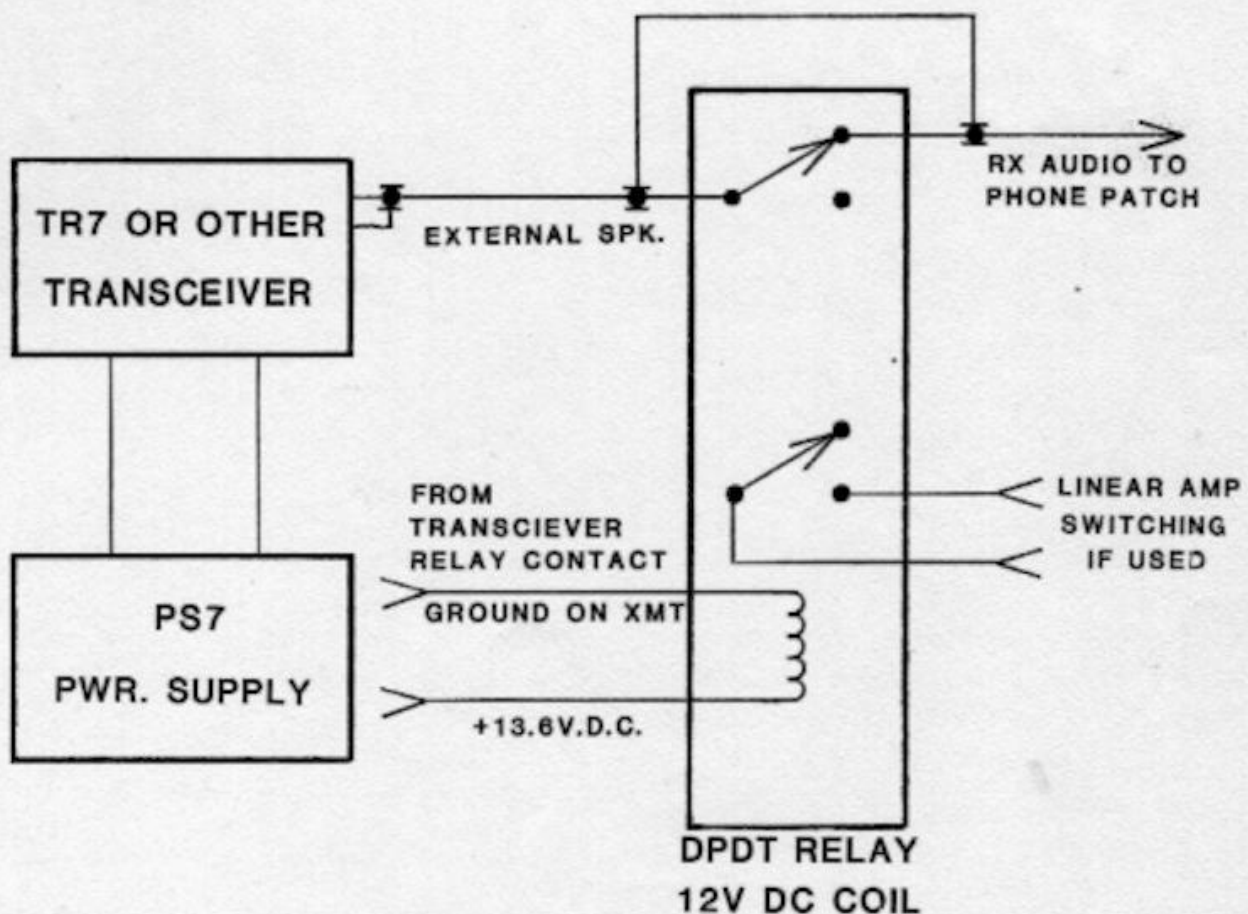 TR7 OR OTHER
TRANSCEIVER
EXTERNAL SPK.
RX AUDIO TO
PHONE PATCH
FROM
TRANSCIEVER
RELAY CONTACT
GROUND ON XMT
LINEAR AMP
SWITCHING
IF USED
PS7
PWR. SUPPLY
+13.6V.D.C.
DPDT RELAY
12V DC COIL